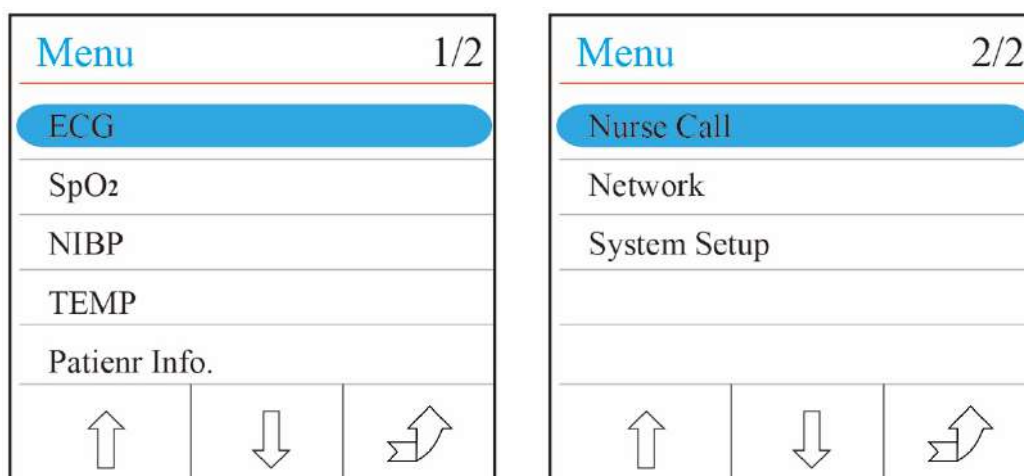 Menu 1/2
ECG
SpO2
NIBP
TEMP
Patienr Info.
Menu 2/2
Nurse Call
Network
System Setup